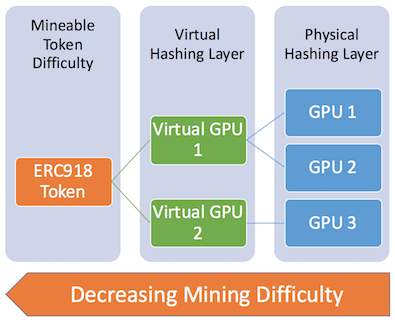 Mineable
Token
Difficulty
Virtual
Hashing Layer
Physical
Hashing Layer
ERC918
Token
Virtual GPU
1
Virtual GPU
2
GPU 1
GPU 2
GPU 3
Decreasing Mining Difficulty